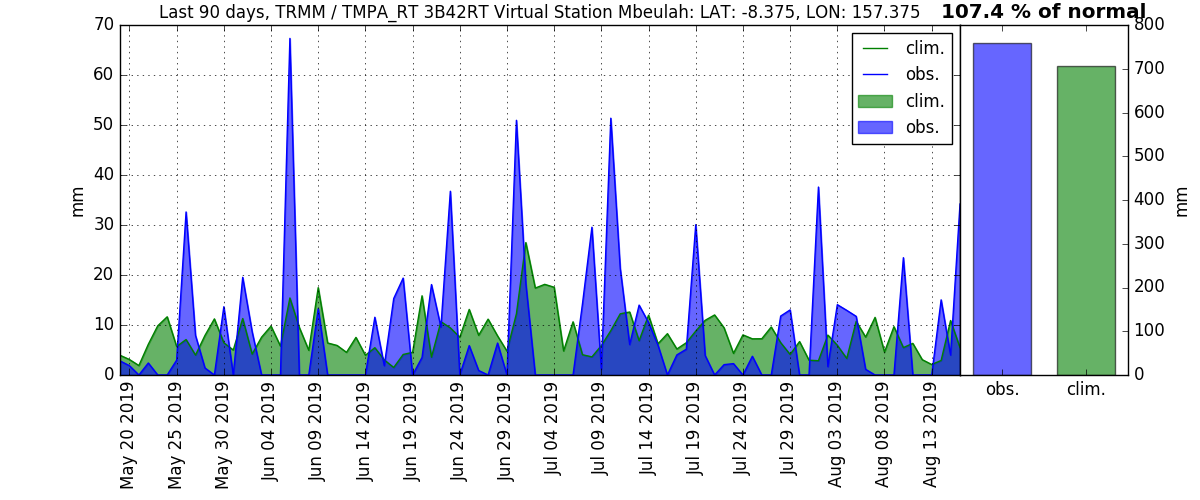 Last 90 days, TRMM / TMPA_RT 3B42RT Virtual Station Mbeulah: LAT: -8.375, LON: 157.375
107.4 % of normal
70
60
50
40
30
20
10
0
mm
clim.
obs.
clim.
obs.
May 20 2019
May 25 2019
May 30 2019
Jun 04 2019
Jun 09 2019
Jun 14 2019
Jun 19 2019
Jun 24 2019
Jun 29 2019
Jul 04 2019
Jul 09 2019
Jul 14 2019
Jul 19 2019
Jul 24 2019
Jul 29 2019
Aug 03 2019
Aug 08 2019
Aug 13 2019
800
700
600
500
400
300
200
100
0
mm
obs.
clim.